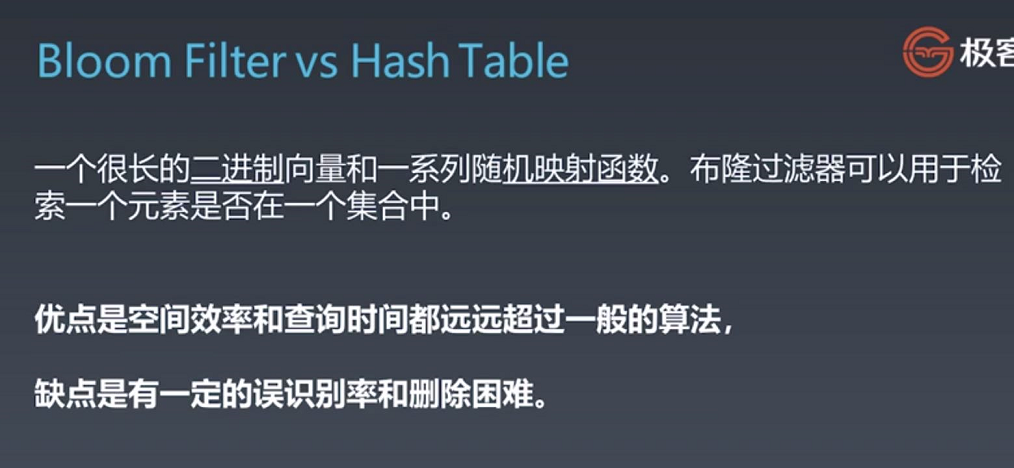 Bloom Filter vs Hash Table
极客
一个很长的二进制向量和一系列随机映射函数。布隆过滤器可以用于检
索一个元素是否在一个集合中。
优点是空间效率和查询时间都远远超过一般的算法，
缺点是有一定的误识别率和删除困难。